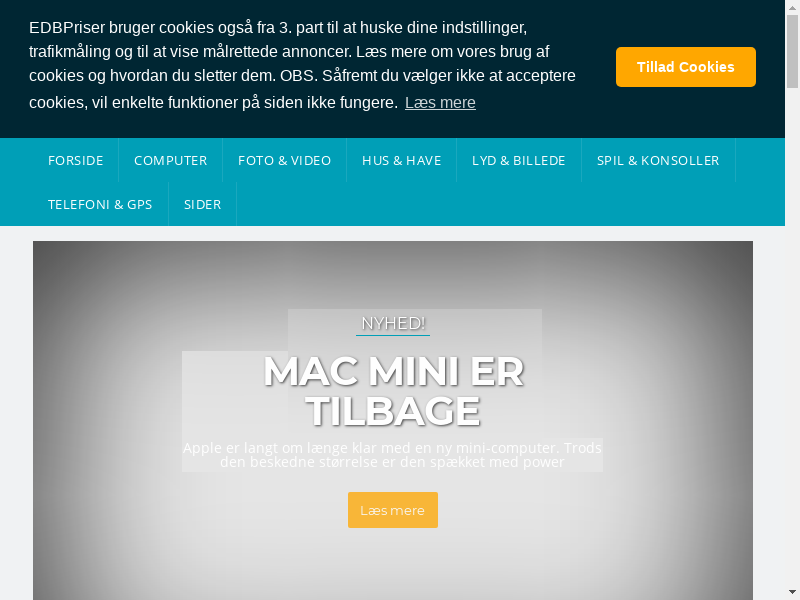 EDBPriser bruger cookies også fra 3. part til at huske dine indstillinger,
trafikmåling og til at vise målrettede annoncer. Læs mere om vores brug af
cookies og hvordan du sletter dem. OBS. Såfremt du vælger ikke at acceptere
cookies, vil enkelte funktioner på siden ikke fungere. Læs mere
Tillad Cookies
FORSIDE COMPUTER FOTO & VIDEO HUS & HAVE LYD & BILLEDE SPIL & KONSOLLER
TELEFONI & GPS SIDER
NYHED!
MAC MINI ER
TILBAGE
Apple er langt om længe klar med en ny mini-computer. Trods
den beskedne størrelse er den spækket med power
Læs mere